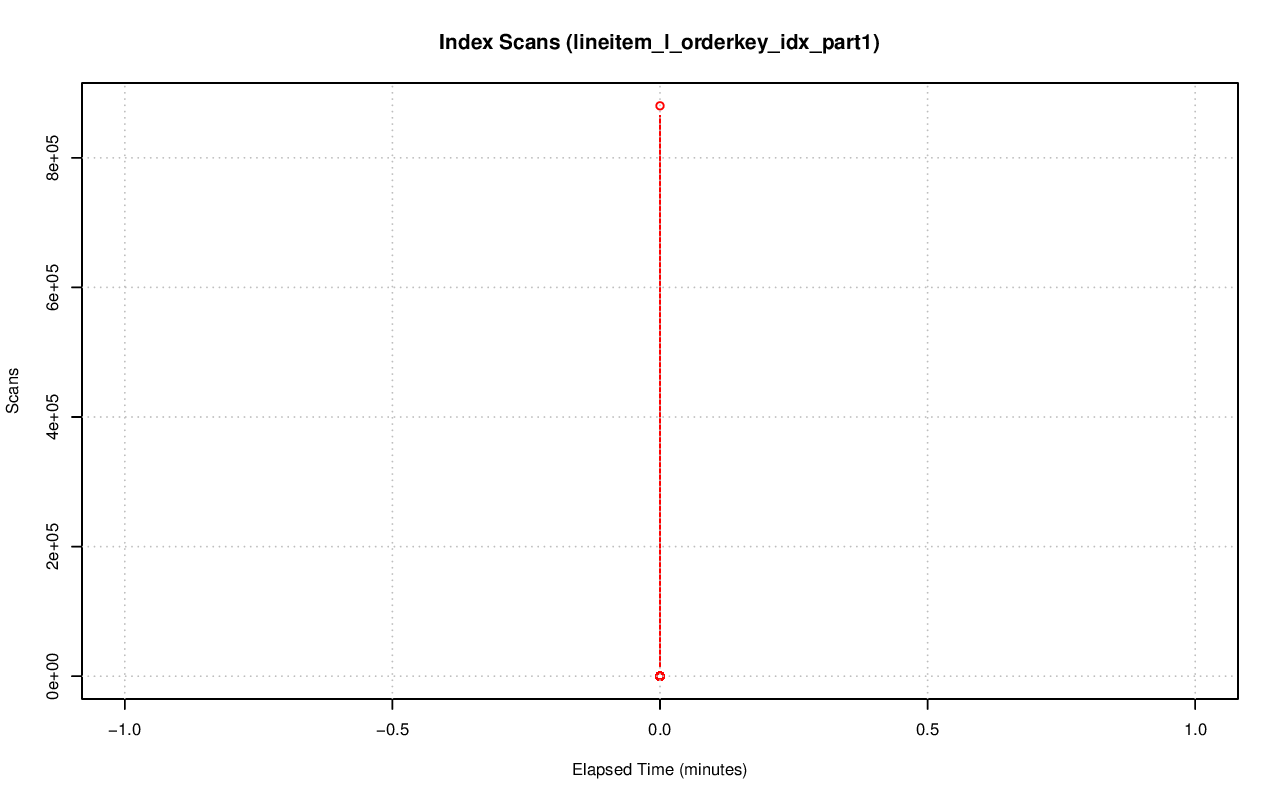 Index Scans (lineitem_l_orderkey_idx_part1)
Scans
8e+05
6e+05
4e+05
2e+05
0e+00
−1.0
−0.5
0.0
0.5
1.0
Elapsed Time (minutes)